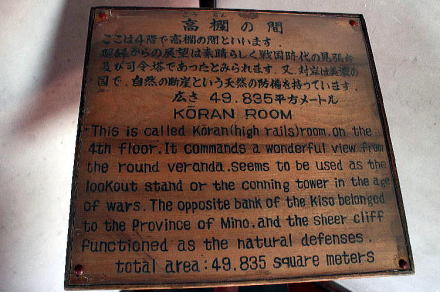 高欄の間
ここは4階で高欄の間といいます．
廻縁からの展望は素晴らしく戦国時代の見張台
及び司令塔であったとみられます．又，対岸は美濃の
国で，自然の断崖という天然の防備を持っています．
広さ 49.835平方メートル
KŌRAN ROOM
This is called Kōran(high rails)room, on the
4th floor. It commands a wonderful view from
the round veranda, seems to be used as the
lookout stand or the conning tower in the age
of wars. The opposite bank of the Kiso belonged
to the Province of Mino, and the sheer cliff
functioned as the natural defenses.
total area : 49.835 square meters